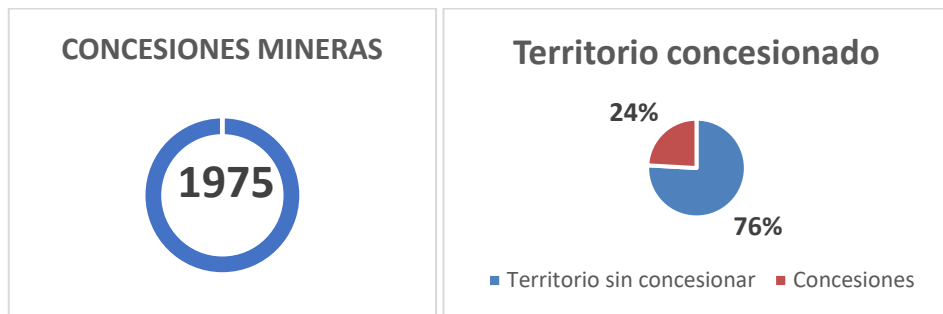 CONCESIONES MINERAS
1975
Territorio concesionado
24%
76%
Territorio sin concesionar
Concesiones